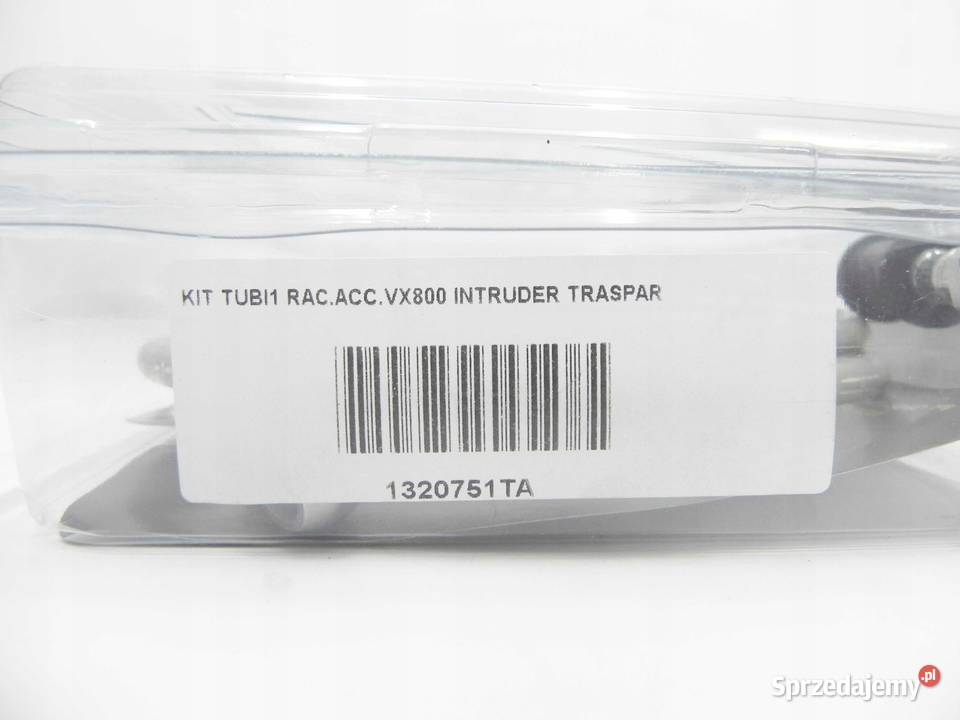 KIT TUBI1 RAC.ACC.VX800 INTRUDER TRASPAR
1320751TA
Sprzedajemy.pl